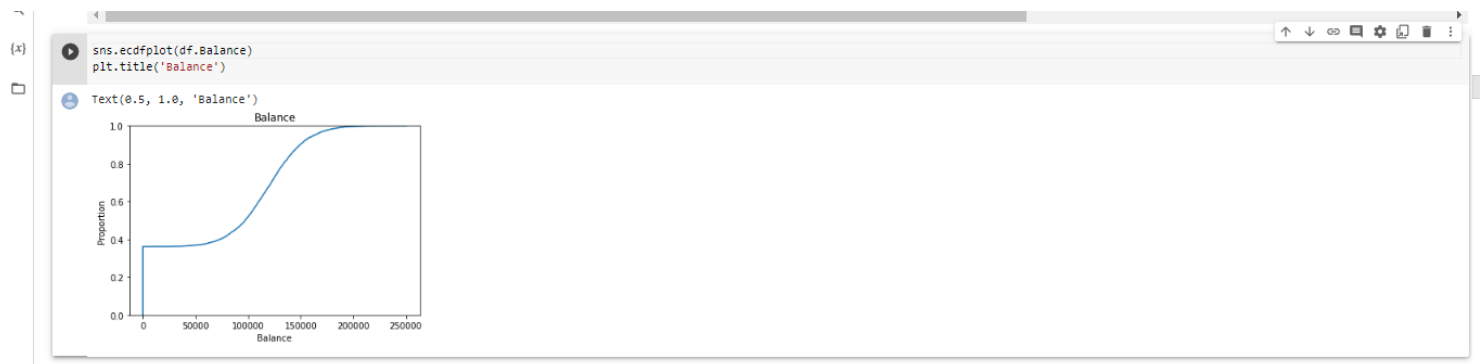 {x}
sns.ecdfplot(df.Balance)
plt.title('Balance')
Text(0.5, 1.0, 'Balance')
Balance
1.0
0.8
0.6
0.4
0.2
0.0
Proportion
0 50000 100000 150000 200000 250000
Balance